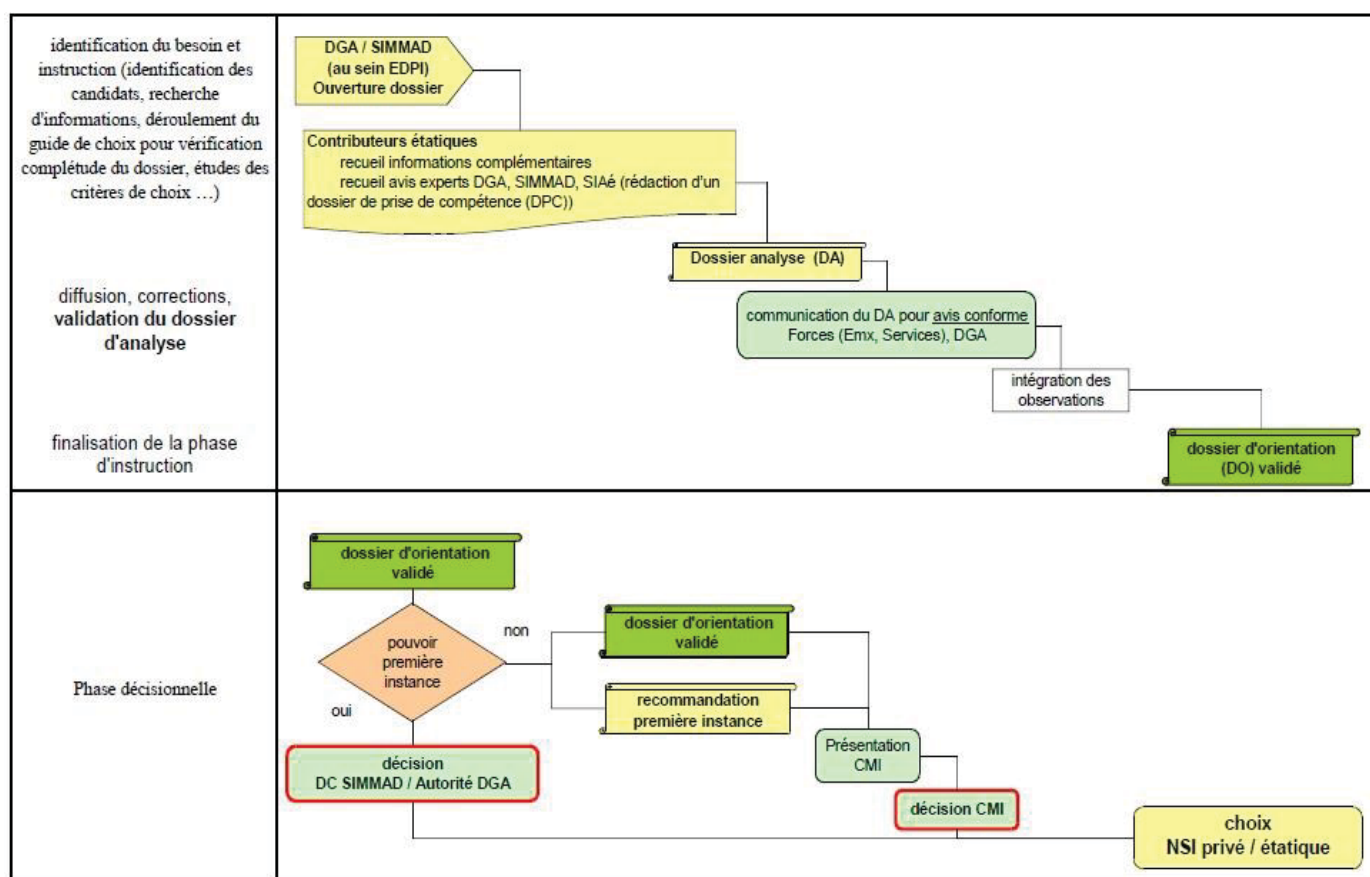 identification du besoin et
instruction (identification des
candidats, recherche
d'informations, déroulement du
guide de choix pour vérification
complétude du dossier, études des
critères de choix …)
DGA / SIMMAD
(au sein EDPI)
Ouverture dossier
Contributeurs étatiques
recueil informations complémentaires
recueil avis experts DGA, SIMMAD, SIAé (rédaction d'un
dossier de prise de compétence (DPC))
Dossier analyse (DA)
diffusion, corrections,
validation du dossier
d'analyse
communication du DA pour avis conforme
Forces (Emx, Services), DGA
intégration des
observations
finalisation de la phase
d'instruction
dossier d'orientation
(DO) validé
Phase décisionnelle
dossier d'orientation
validé
pouvoir
première
instance
non
oui
dossier d'orientation
validé
recommandation
première instance
décision
DC SIMMAD / Autorité DGA
Présentation
CMI
décision CMI
choix
NSI privé / étatique